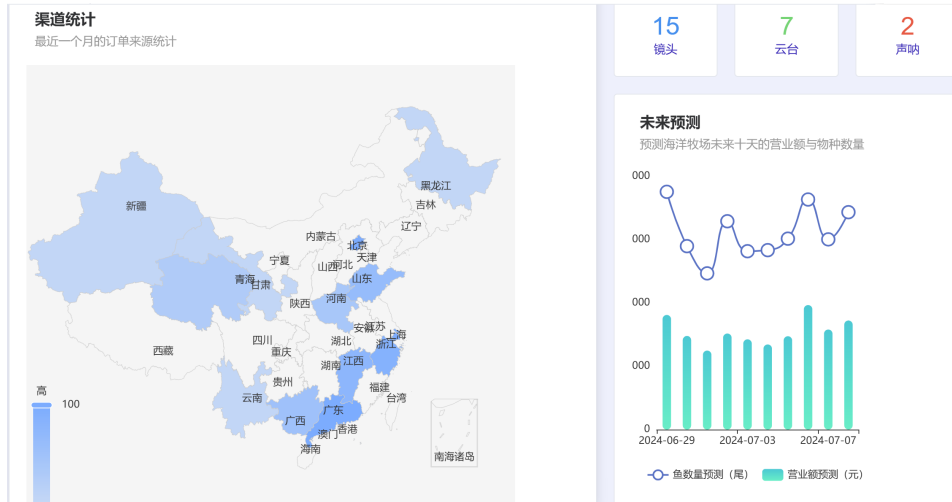 渠道统计
最近一个月的订单来源统计
15
镜头
7
云台
2
声呐
黑龙江
吉林
新疆
辽宁
内蒙古
北京
天津
宁夏
山西
河北
青海
甘肃
山东
河南
陕西
安徽
江苏
上海
四川
湖北
浙江
西藏
重庆
湖南
江西
贵州
福建
云南
台湾
广东
广西
香港
澳门
海南
南海诸岛
高
100
未来预测
预测海洋牧场未来十天的营业额与物种数量
000
000
000
000
0
2024-06-29
2024-07-03
2024-07-07
鱼数量预测（尾）
营业额预测（元）